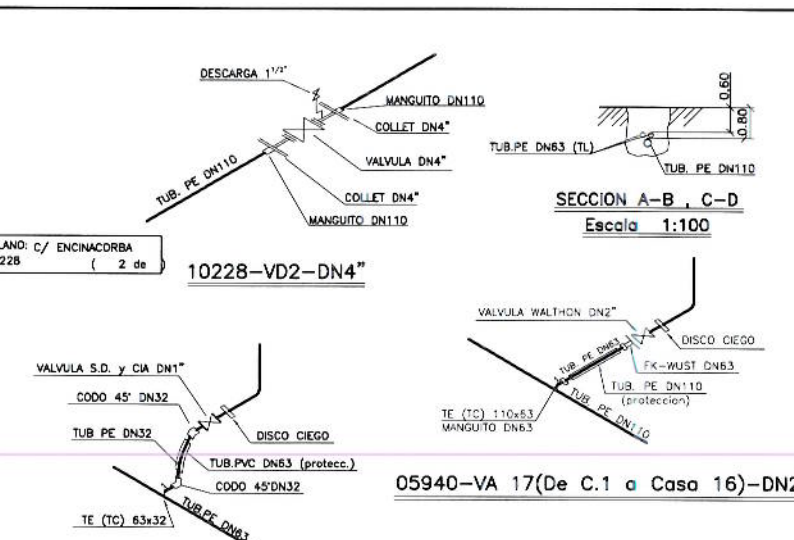 DESCARGA 1 1/2"
MANGUITO DN110
COLLET DN4"
VALVULA DN4"
COLLET DN4"
MANGUITO DN110
TUB. PE DN110
10228-VD2-DN4"
0.60
0.80
TUB.PE DN63 (TL)
TUB. PE DN110
SECCION A-B , C-D
Escala 1:100
LANO: C/ ENCINACORBA
228 ( 2 de )
VALVULA S.D. y CIA DN1"
CODO 45° DN32
TUB PE DN32
DISCO CIEGO
TUB.PVC DN63 (protecc.)
CODO 45°DN32
TE (TC) 63x32
TUB.PE DN63
VALVULA WALTHON DN2"
TUB. PE DN63
DISCO CIEGO
FK-WUST DN63
TUB. PE DN110
(proteccion)
TE (TC) 110x63
MANGUITO DN63
TUB. PE DN110
05940-VA 17(De C.1 a Casa 16)-DN2